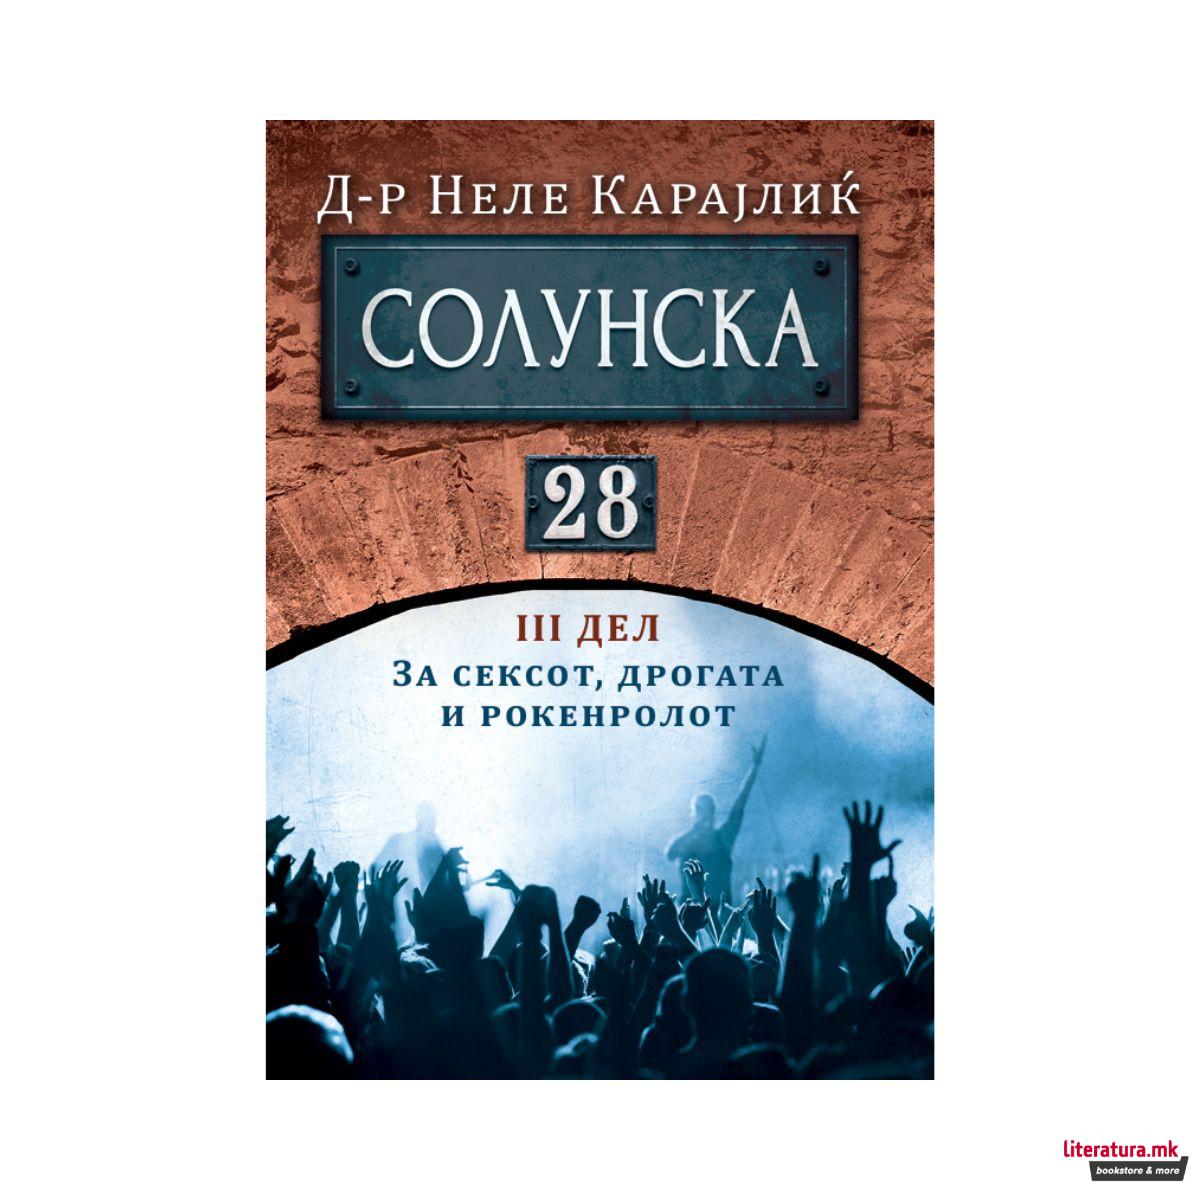 Д-р Неле Карајлиќ
СОЛУНСКА
28
III ДЕЛ
За сексот, дрогата
и рокенролот
literatura.mk
bookstore & more